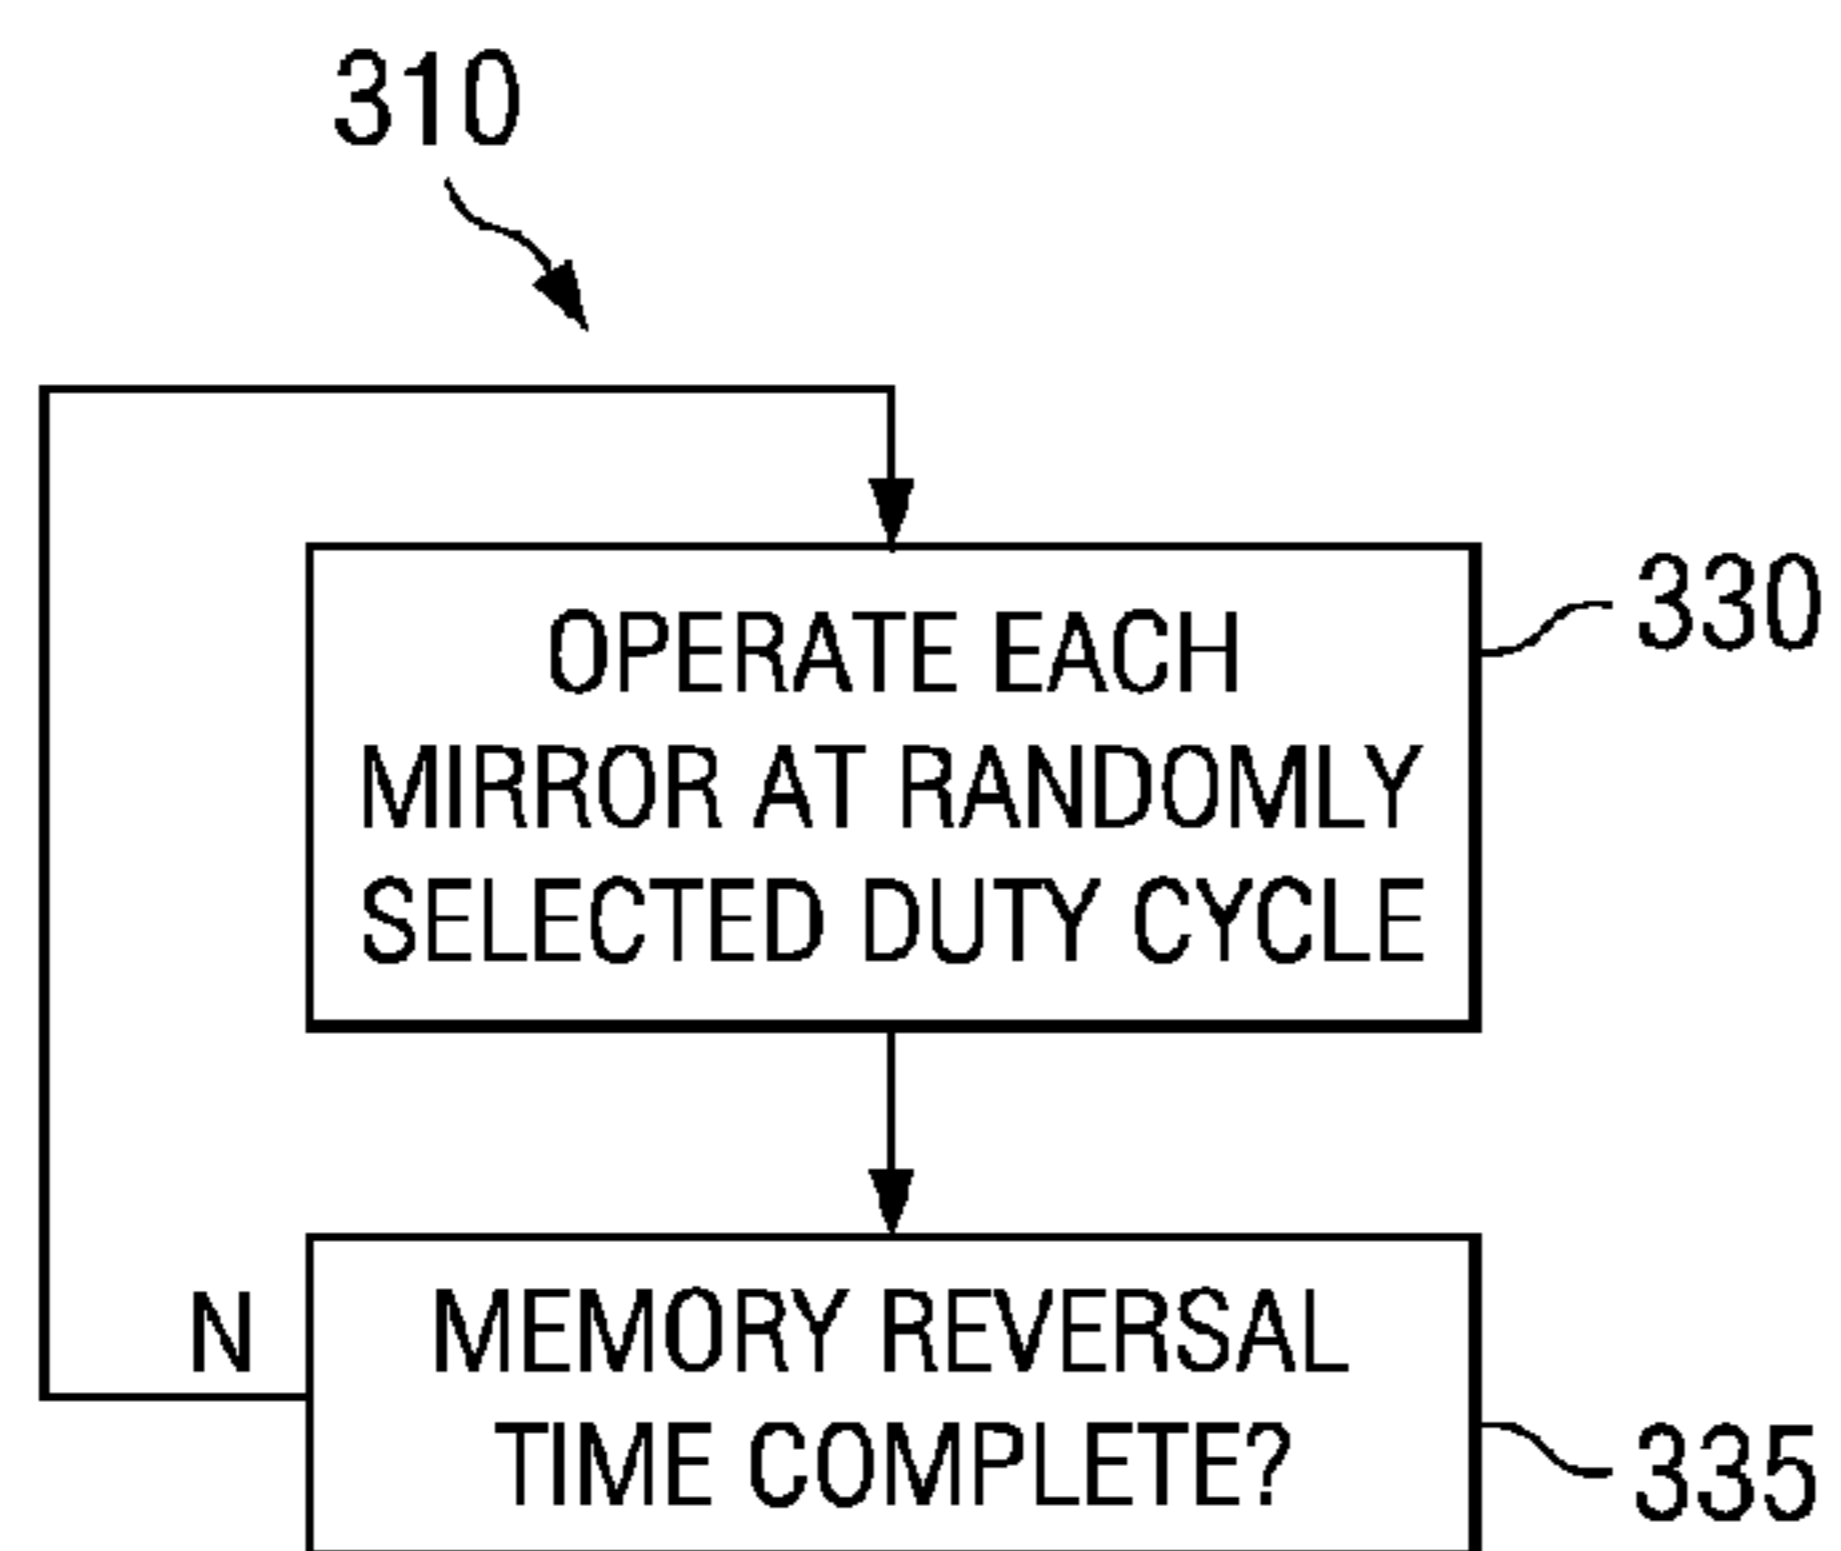 310
OPERATE EACH
MIRROR AT RANDOMLY
SELECTED DUTY CYCLE
330
N
MEMORY REVERSAL
TIME COMPLETE?
335